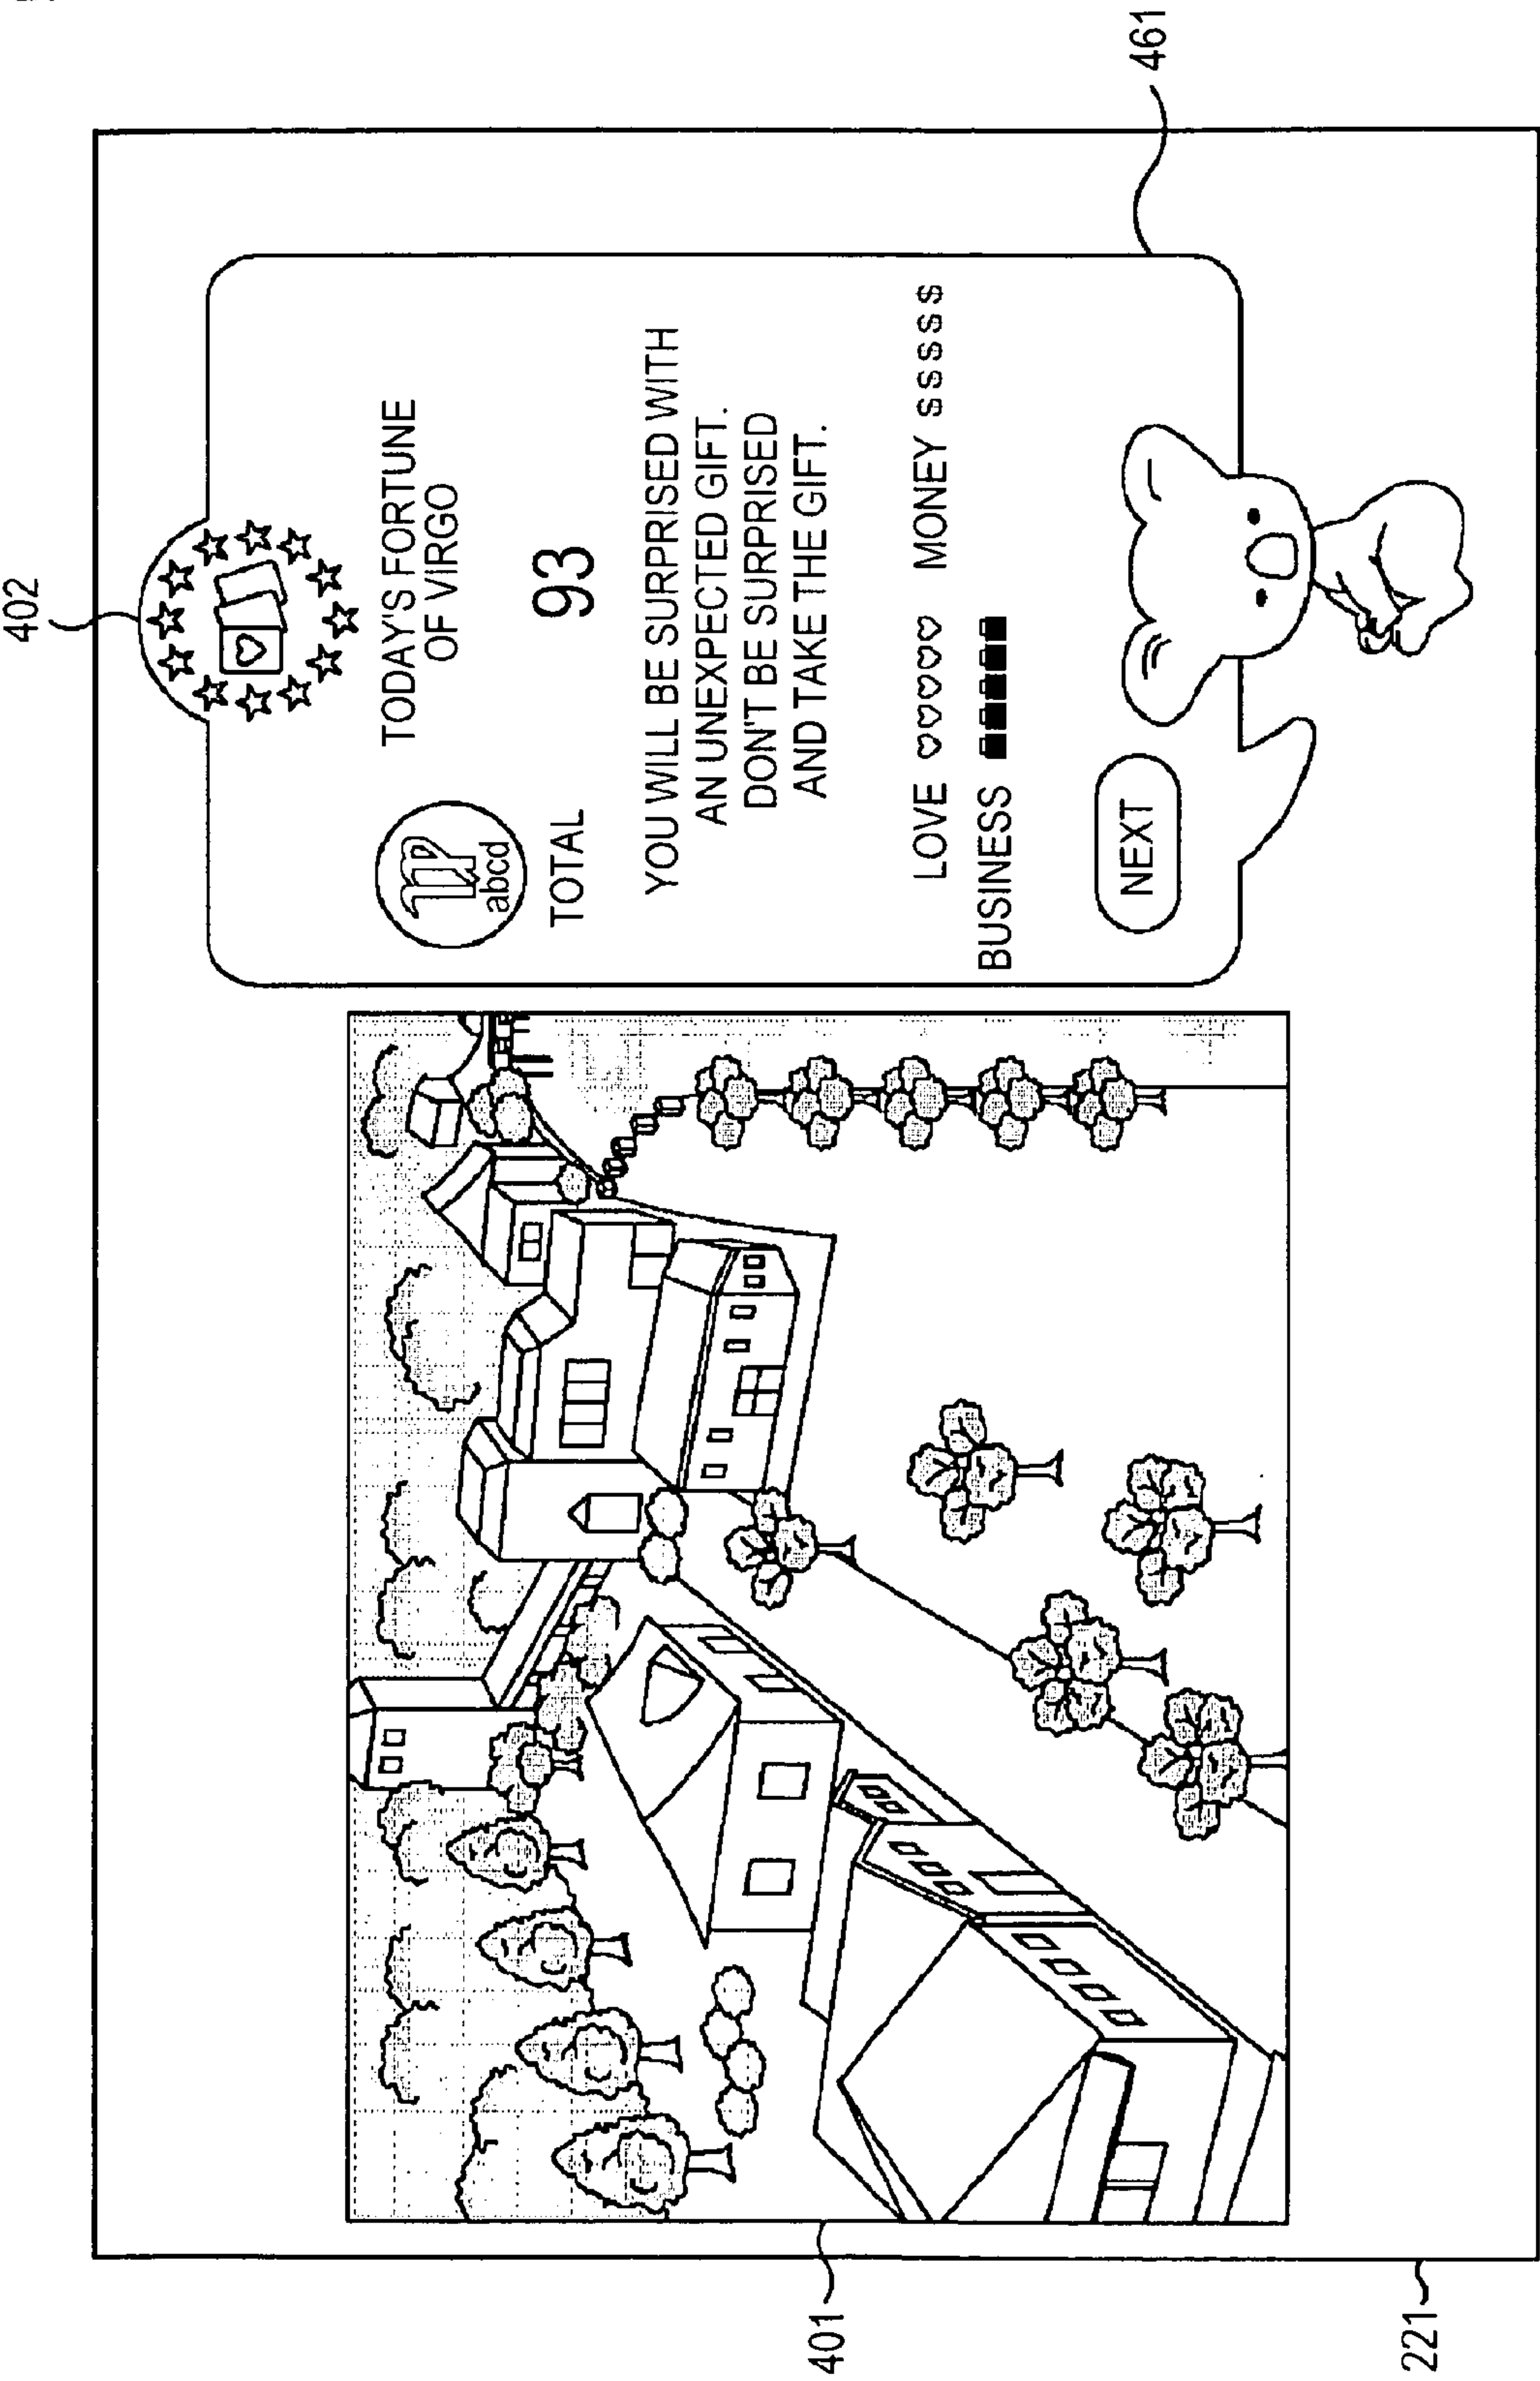 402
461
TODAY'S FORTUNE
OF VIRGO
abcd
TOTAL 93
YOU WILL BE SURPRISED WITH
AN UNEXPECTED GIFT.
DON'T BE SURPRISED
AND TAKE THE GIFT.
LOVE ♡♡♡♡♡ MONEY $$$$$
BUSINESS
NEXT
401
221